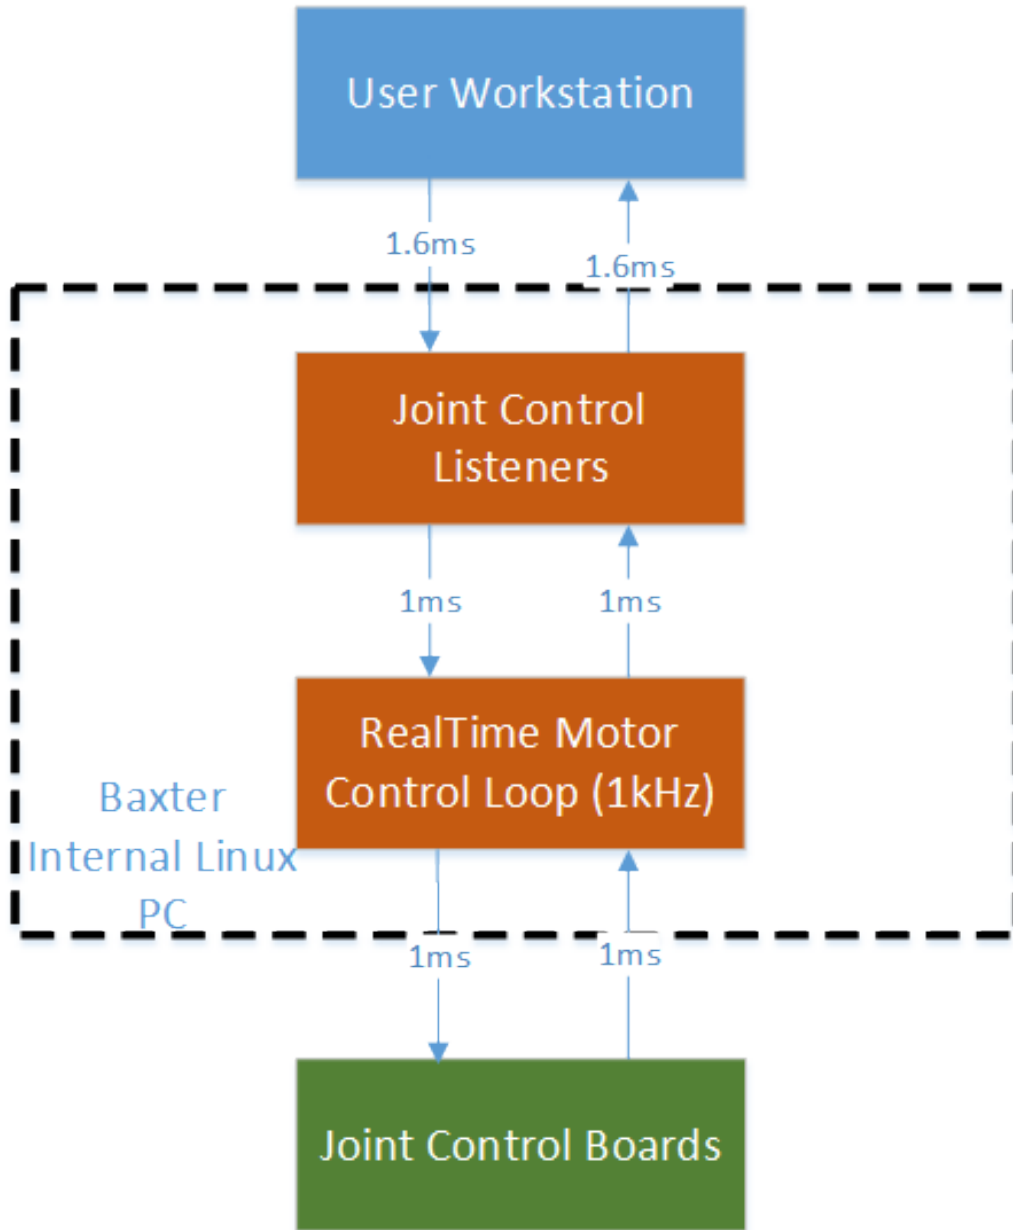 User Workstation
1.6ms
1.6ms
Joint Control
Listeners
1ms
1ms
RealTime Motor
Control Loop (1kHz)
Baxter
Internal Linux
PC
1ms
1ms
Joint Control Boards